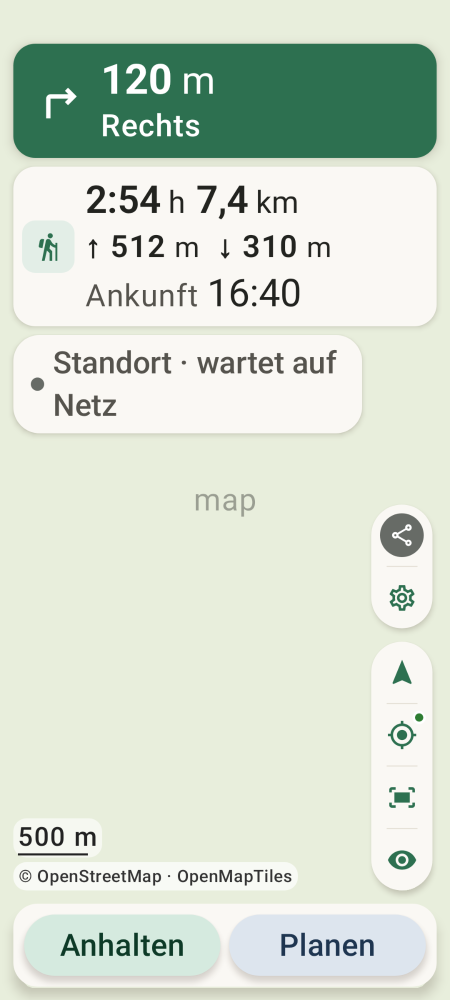 120 m
Rechts
2:54 h 7,4 km
↑ 512 m ↓ 310 m
Ankunft 16:40
Standort · wartet auf
Netz
map
500 m
© OpenStreetMap · OpenMapTiles
Anhalten Planen